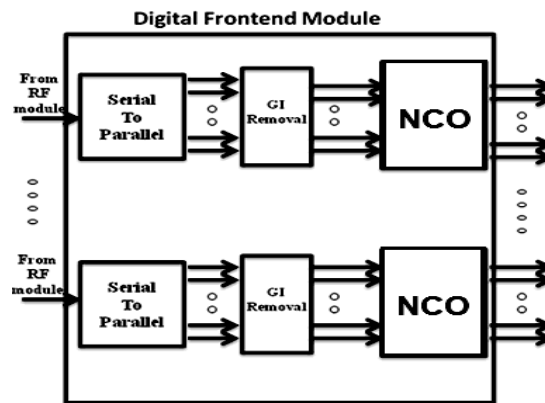 Digital Frontend Module
From
RF
module
Serial
To
Parallel
GI
Removal
NCO
From
RF
module
Serial
To
Parallel
GI
Removal
NCO